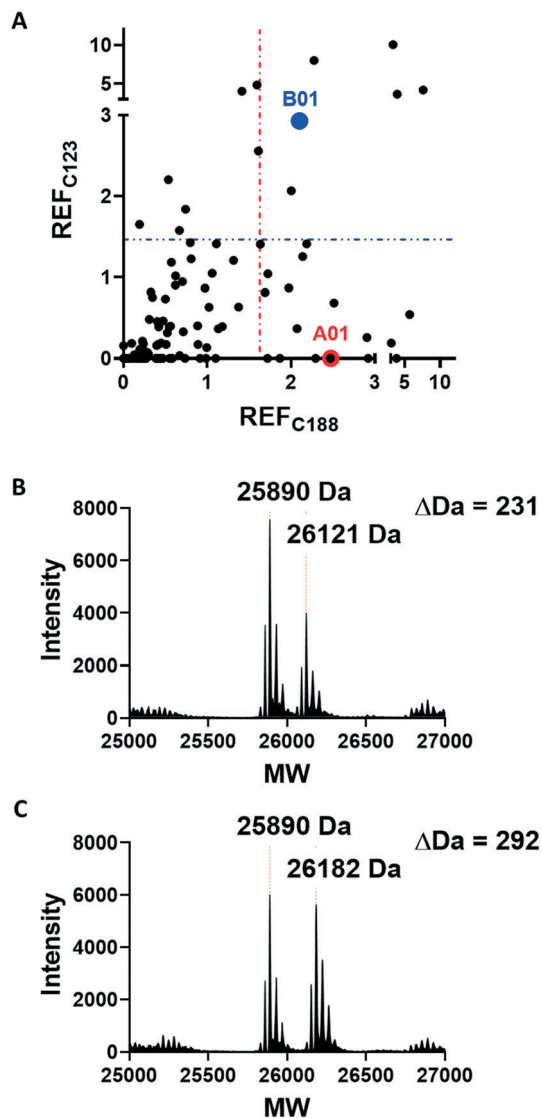 A
10
5
3
2
1
0
REFC123
B01
A01
0 1 2 3 5 10
REFC188
B
25890 Da
ΔDa = 231
26121 Da
8000
6000
4000
2000
0
Intensity
25000 25500 26000 26500 27000
MW
C
25890 Da
ΔDa = 292
26182 Da
8000
6000
4000
2000
0
Intensity
25000 25500 26000 26500 27000
MW